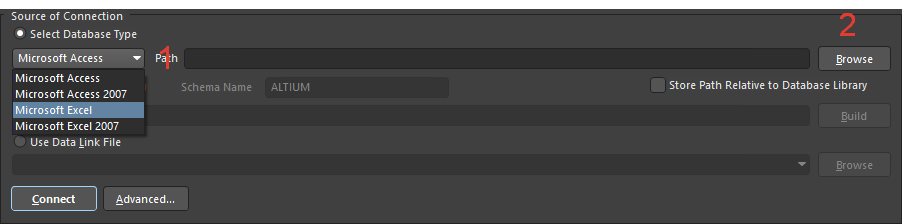 Source of Connection
2
Select Database Type
Microsoft Access
1
Path
Browse
Microsoft Access
Microsoft Access 2007
Schema Name
ALTIUM
Store Path Relative to Database Library
Microsoft Excel
Build
Microsoft Excel 2007
Use Data Link File
Browse
Connect
Advanced...